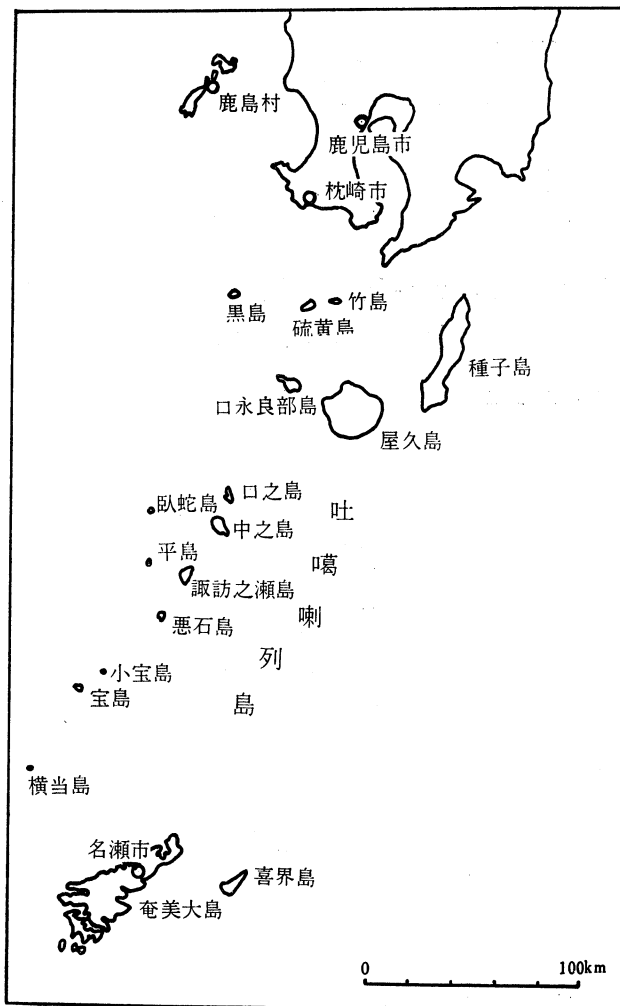 鹿島村
鹿児島市
枕崎市
黒島
硫黄島
竹島
種子島
口永良部島
屋久島
臥蛇島
口之島
中之島
平島
諏訪之瀬島
悪石島
小宝島
宝島
吐噶喇列島
横当島
名瀬市
奄美大島
喜界島
0 100km